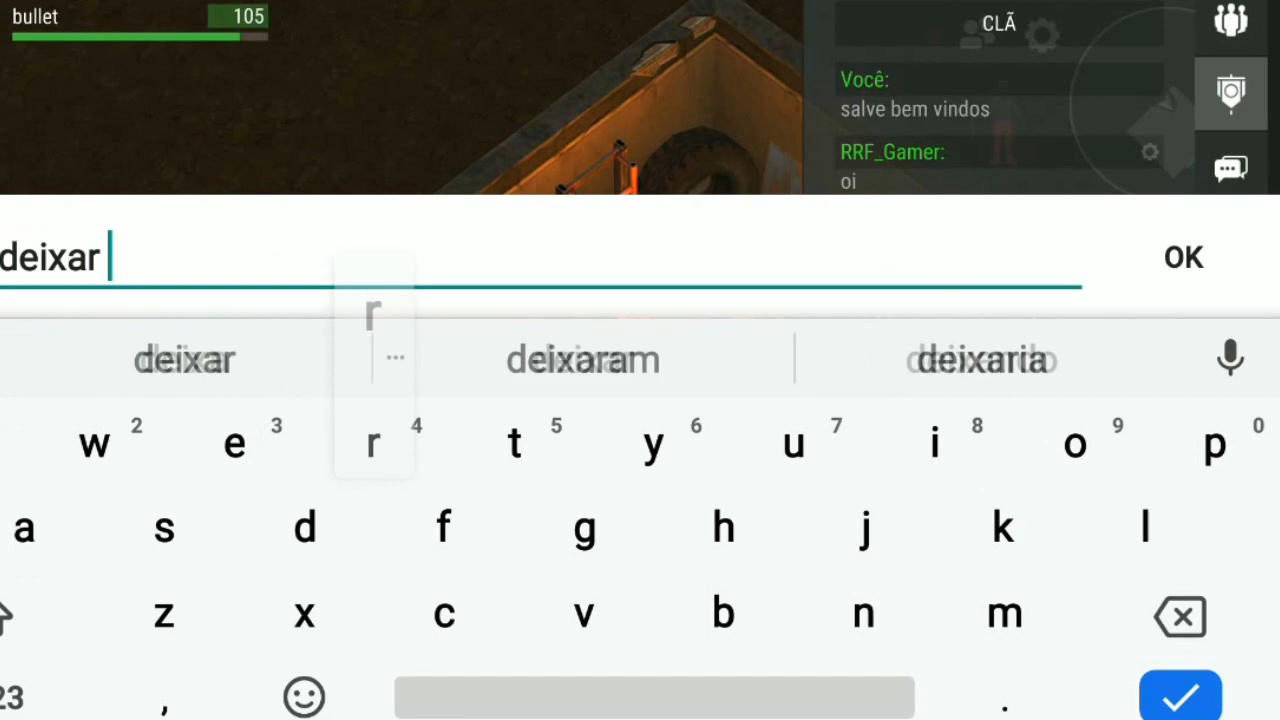 bullet 105
CLÃ
Você:
salve bem vindos
RRF_Gamer:
oi
deixar
OK
r
deixar ... deixaram deixaria
w 2 e 3 r 4 t 5 y 6 u 7 i 8 o 9 p 0
a s d f g h j k l
z x c v b n m
23 , .